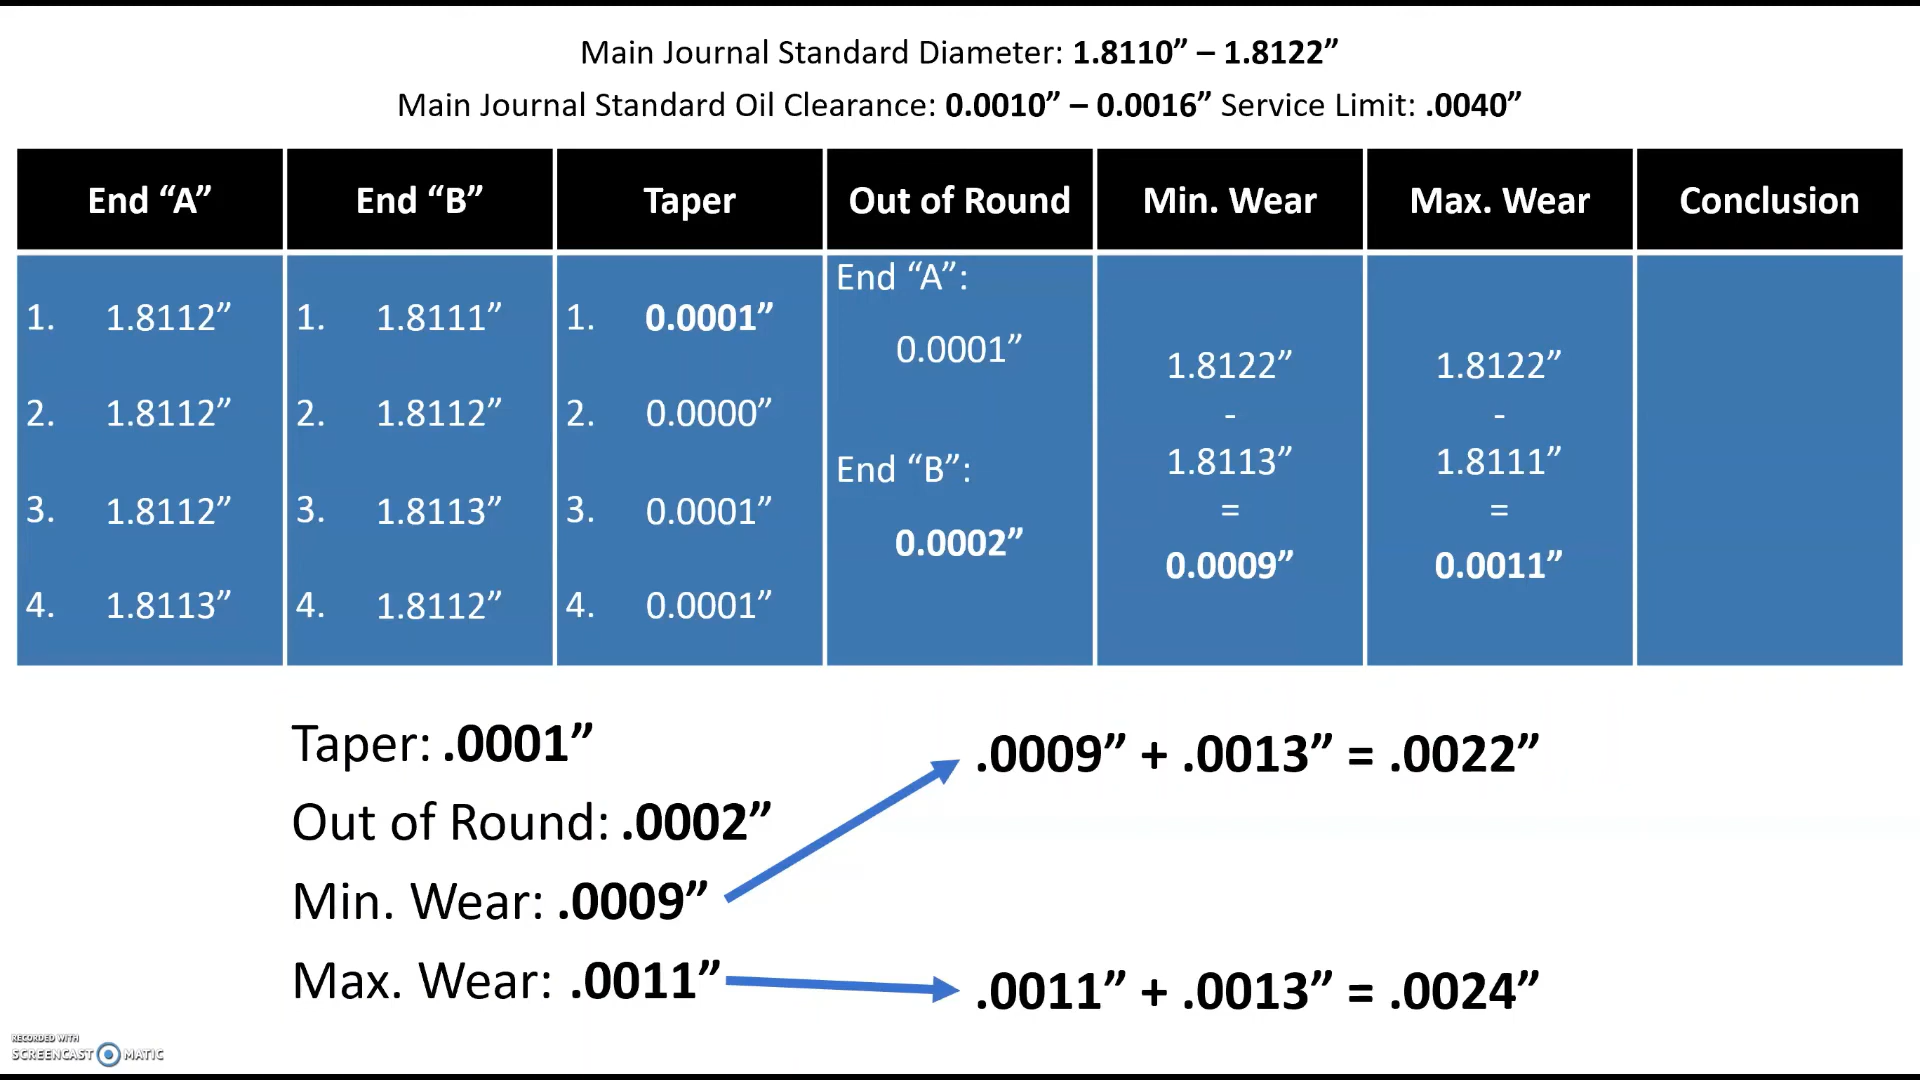 Main Journal Standard Diameter: 1.8110” – 1.8122”
Main Journal Standard Oil Clearance: 0.0010” – 0.0016” Service Limit: .0040”
End “A” End “B” Taper Out of Round Min. Wear Max. Wear Conclusion
1. 1.8112”
2. 1.8112”
3. 1.8112”
4. 1.8113”
1. 1.8111”
2. 1.8112”
3. 1.8113”
4. 1.8112”
1. 0.0001”
2. 0.0000”
3. 0.0001”
4. 0.0001”
End “A”:
0.0001”
End “B”:
0.0002”
1.8122”
-
1.8113”
=
0.0009”
1.8122”
-
1.8111”
=
0.0011”
Taper: .0001”
Out of Round: .0002”
Min. Wear: .0009”
Max. Wear: .0011”
.0009” + .0013” = .0022”
.0011” + .0013” = .0024”
RECORDED WITH
SCREENCAST MATIC